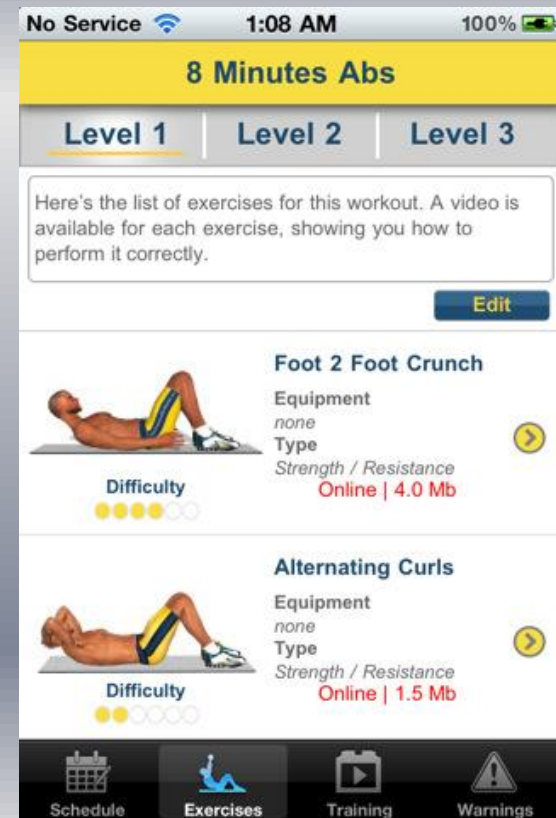 No Service 1:08 AM 100%
8 Minutes Abs
Level 1 Level 2 Level 3
Here's the list of exercises for this workout. A video is
available for each exercise, showing you how to
perform it correctly.
Edit
Foot 2 Foot Crunch
Equipment
none
Type
Strength / Resistance
Online | 4.0 Mb
Difficulty
Alternating Curls
Equipment
none
Type
Strength / Resistance
Online | 1.5 Mb
Difficulty
Schedule Exercises Training Warnings